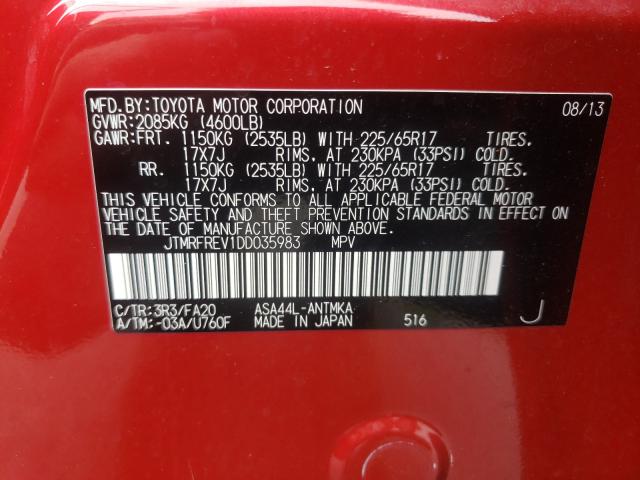 MFD.BY:TOYOTA MOTOR CORPORATION 08/13
GVWR:2085KG (4600LB)
GAWR:FRT. 1150KG (2535LB) WITH 225/65R17 TIRES.
17X7J RIMS, AT 230KPA (33PSI) COLD.
RR. 1150KG (2535LB) WITH 225/65R17 TIRES.
17X7J RIMS, AT 230KPA (33PSI) COLD.
THIS VEHICLE CONFORMS TO ALL APPLICABLE FEDERAL MOTOR
VEHICLE SAFETY AND THEFT PREVENTION STANDARDS IN EFFECT ON
THE DATE OF MANUFACTURE SHOWN ABOVE.
JTMRFREV1DD035983 MPV
C/TR:3R3/FA20 ASA44L-ANTMKA
A/TM:-03A/U760F MADE IN JAPAN 516 J